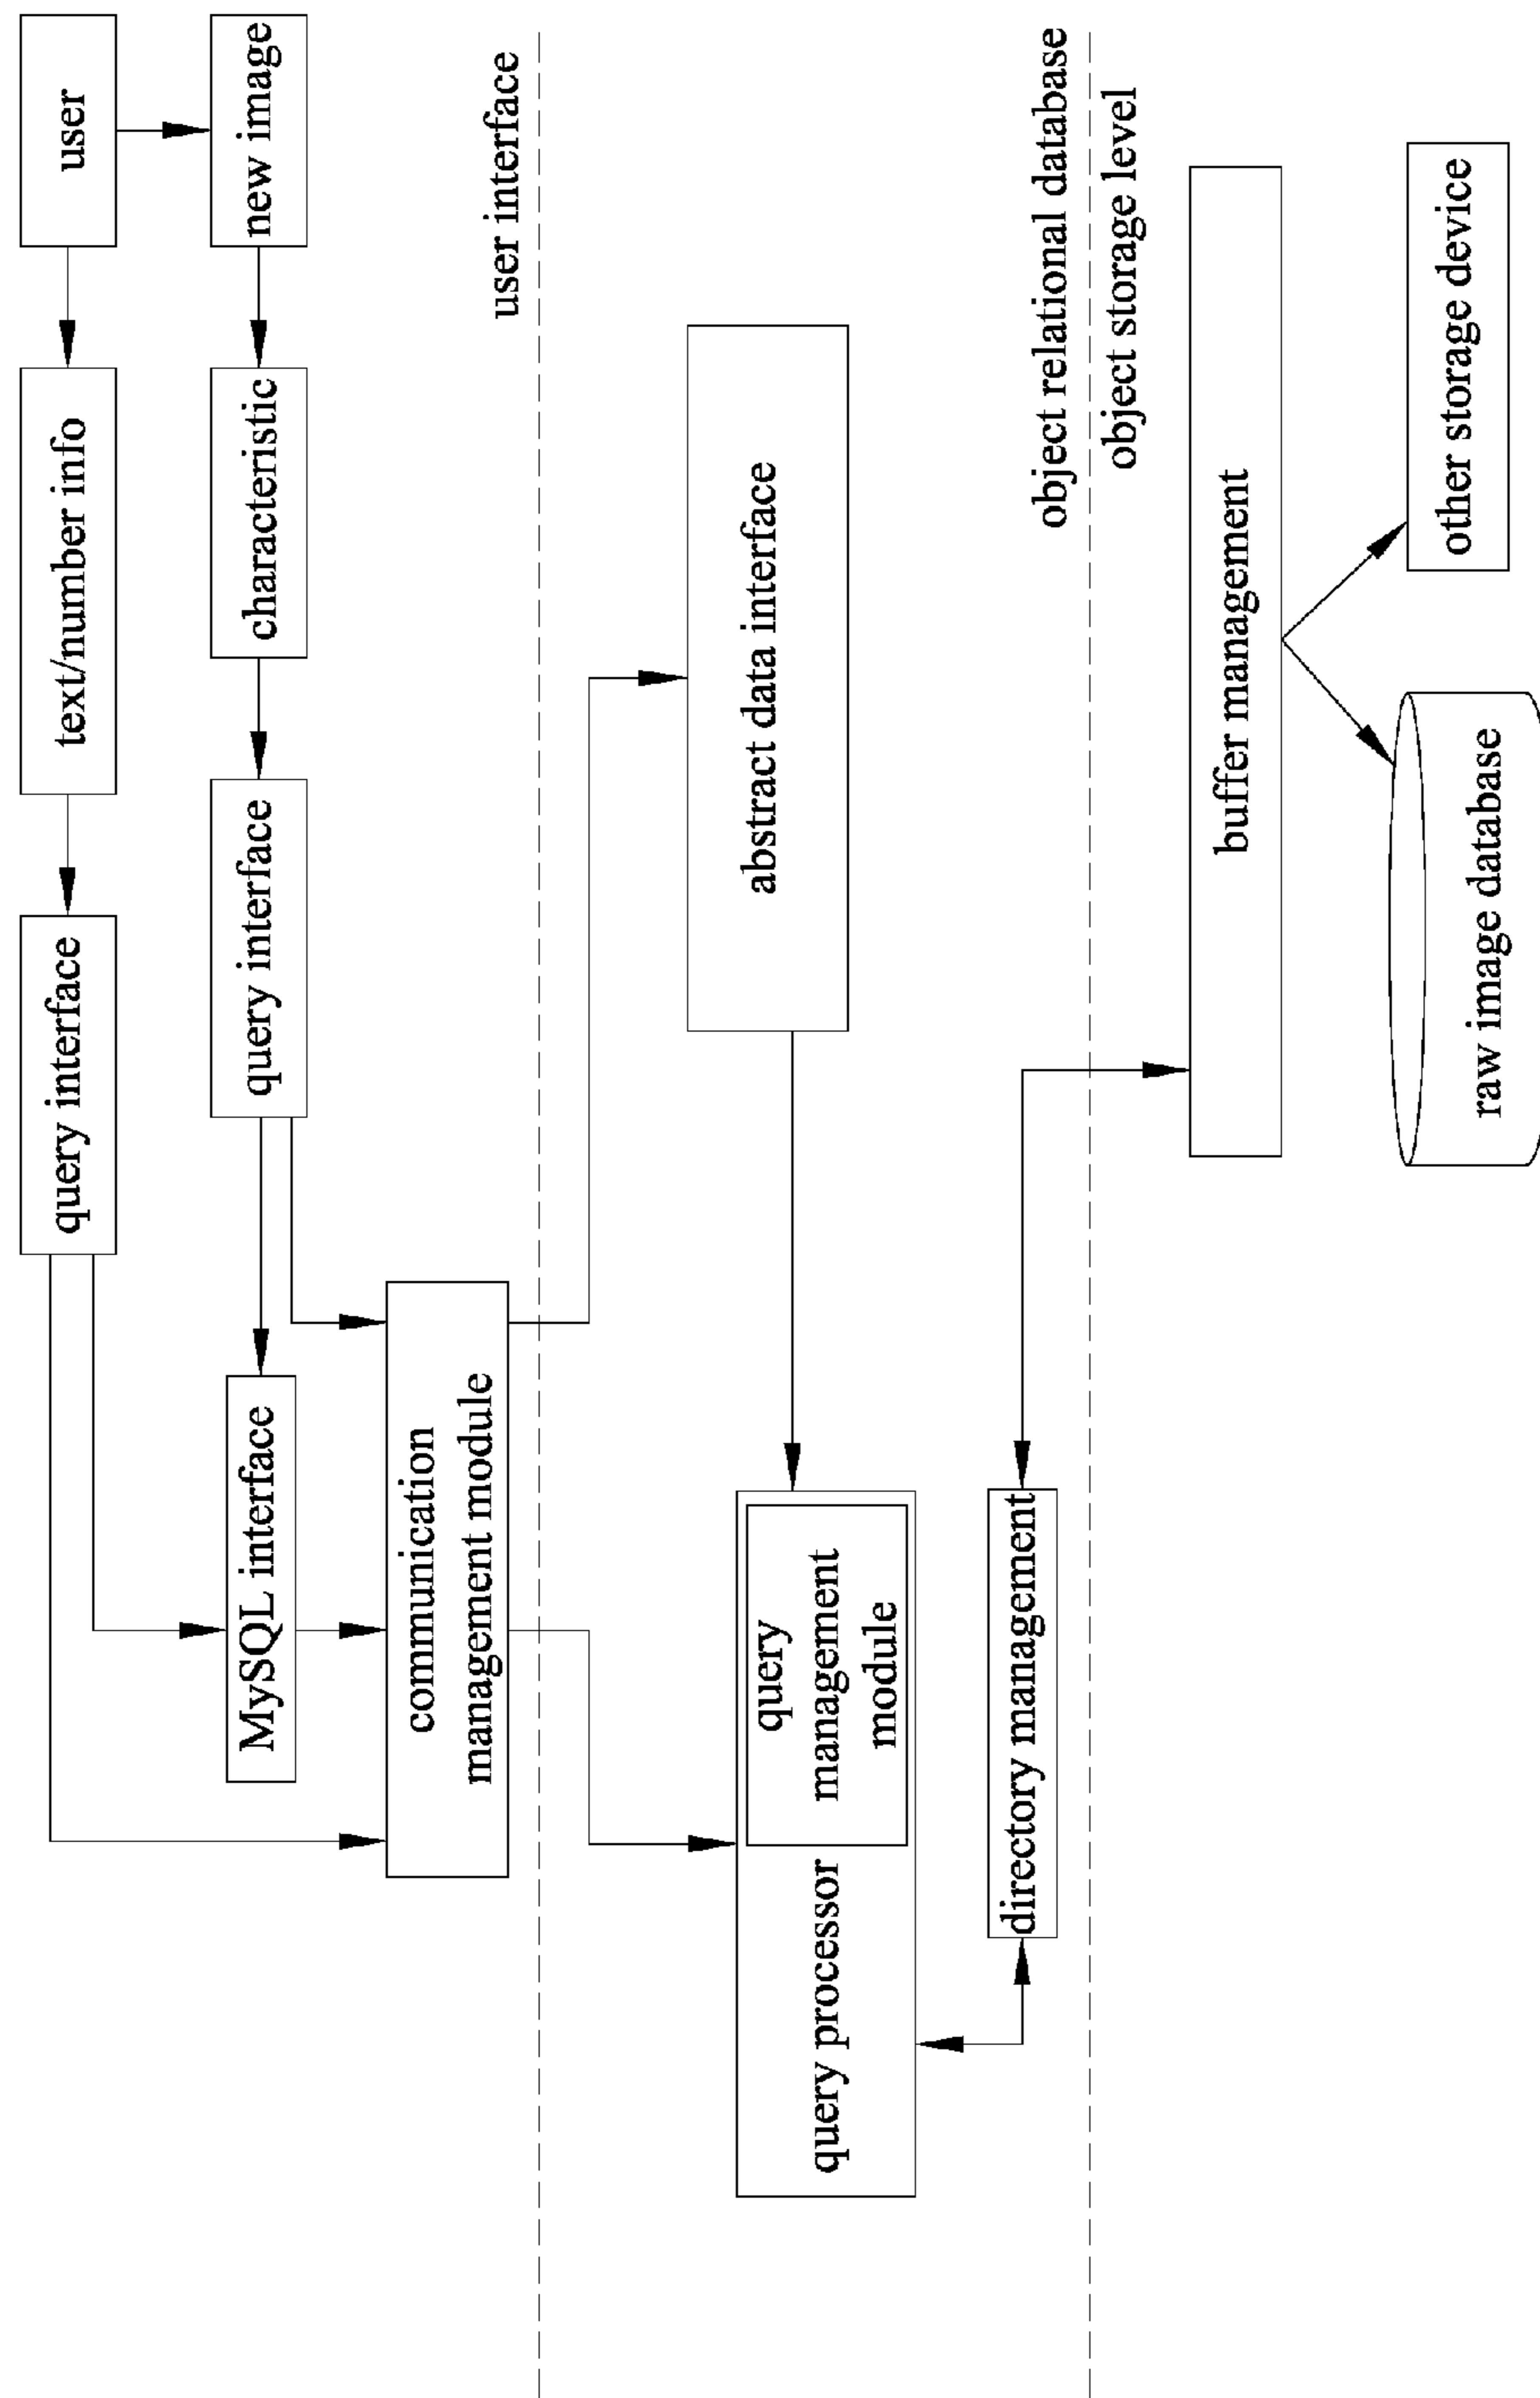 query interface
text/number info
user
MySQL interface
query interface
characteristic
new image
communication
management module
user interface
abstract data interface
query processor
query
management
module
directory management
object relational database
object storage level
buffer management
raw image database
other storage device